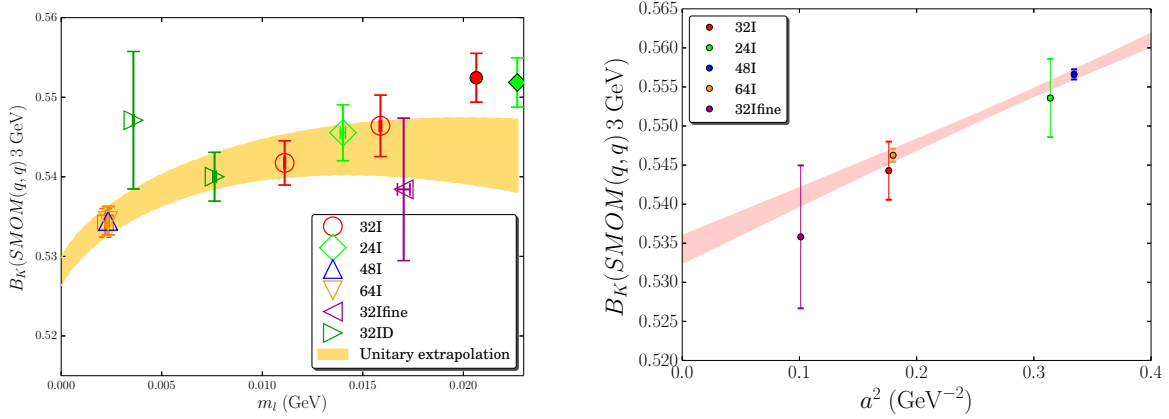 0.56
0.55
0.54
0.53
0.52
B_K(SMOM(q,q) 3 GeV)
0.000
0.005
0.010
0.015
0.020
m_l (GeV)
32I
24I
48I
64I
32Ifine
32ID
Unitary extrapolation
0.565
0.560
0.555
0.550
0.545
0.540
0.535
0.530
0.525
0.520
B_K(SMOM(q,q) 3 GeV)
0.0
0.1
0.2
0.3
0.4
a² (GeV⁻²)
32I
24I
48I
64I
32Ifine